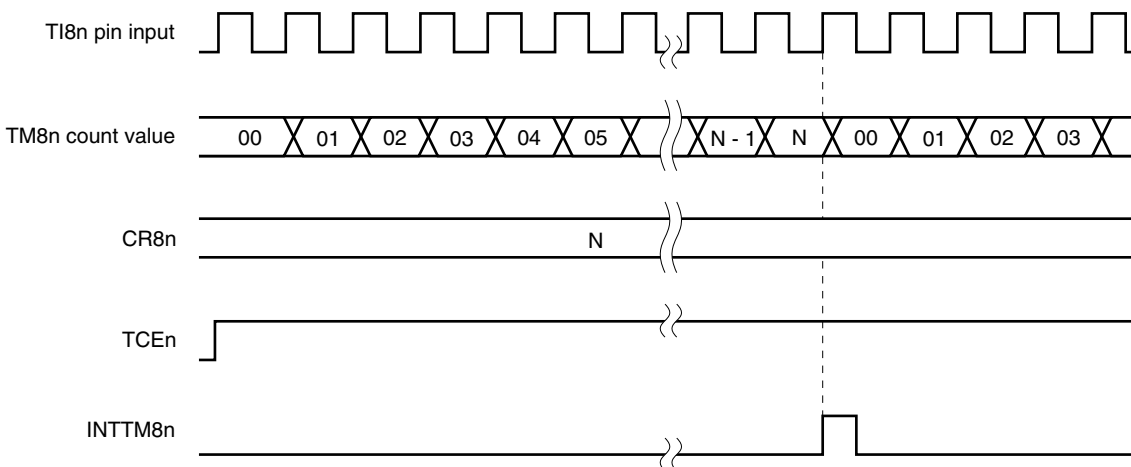 TI8n pin input
TM8n count value 00 01 02 03 04 05 N - 1 N 00 01 02 03
CR8n N
TCEn
INTTM8n